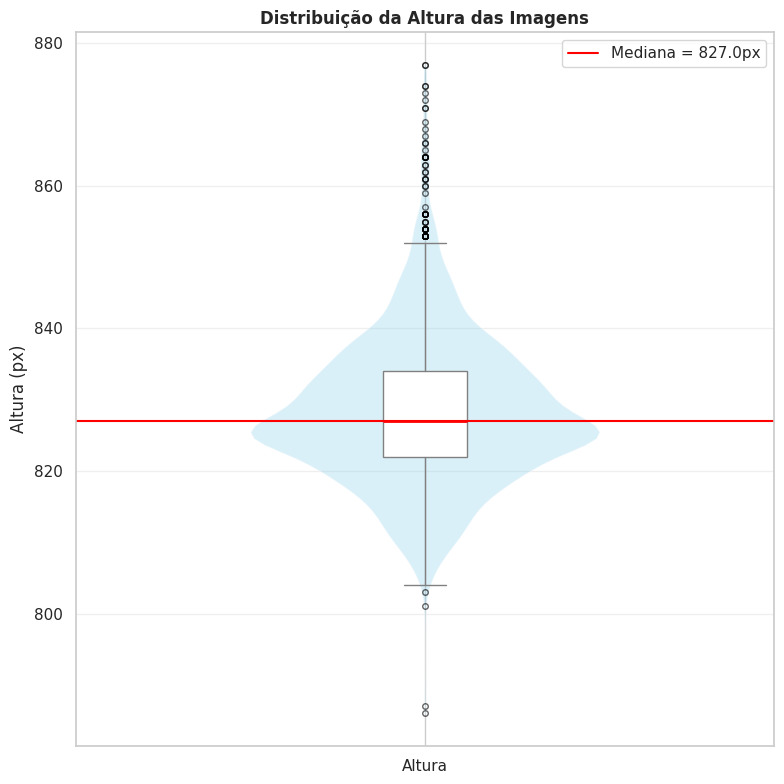 Distribuição da Altura das Imagens
Mediana = 827.0px
880
860
840
820
800
Altura (px)
Altura